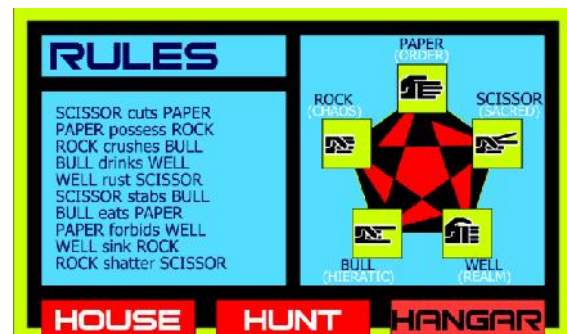 RULES
SCISSOR cuts PAPER
PAPER possess ROCK
ROCK crushes BULL
BULL drinks WELL
WELL rust SCISSOR
SCISSOR stabs BULL
BULL eats PAPER
PAPER forbids WELL
WELL sink ROCK
ROCK shatter SCISSOR
PAPER
(ORDER)
ROCK
(CHAOS)
SCISSOR
(SACRED)
BULL
(HIERATIC)
WELL
(REALM)
HOUSE
HUNT
HANGAR